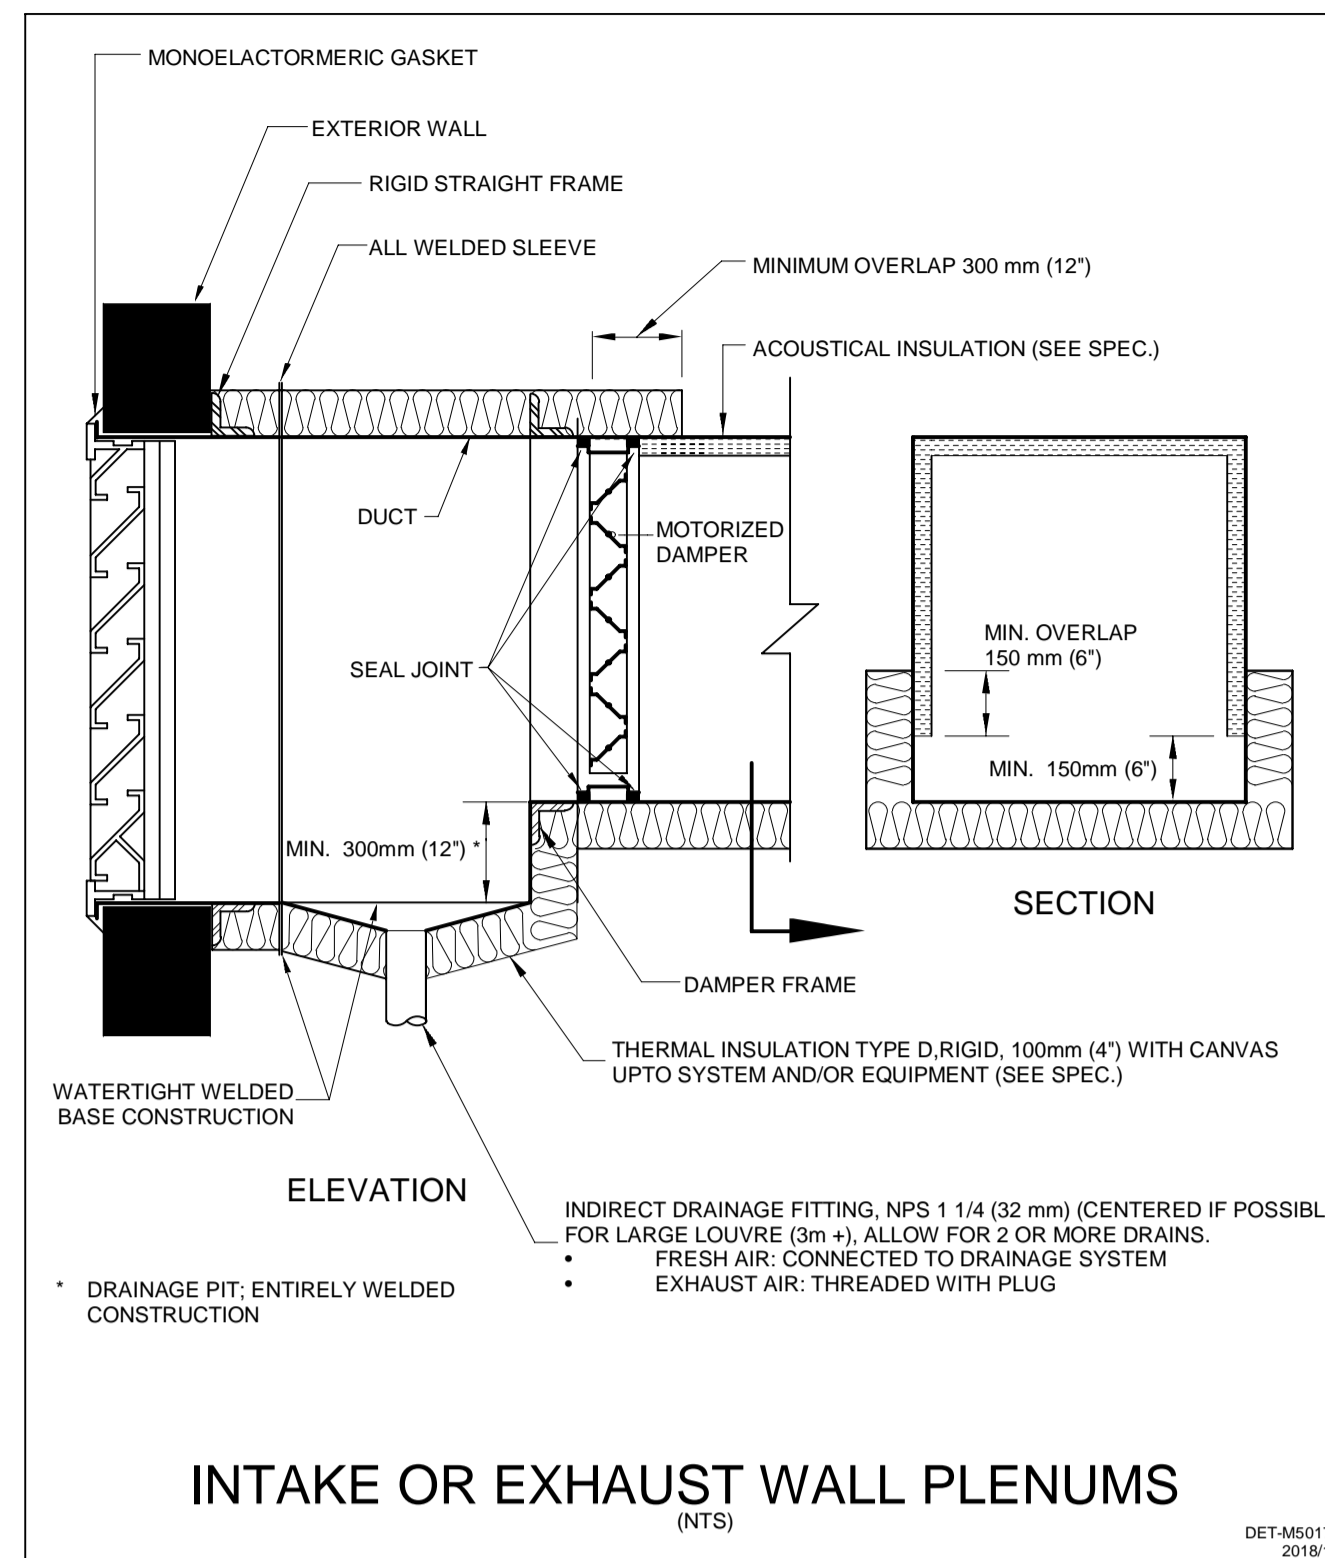 MONOELACTORMERIC GASKET
EXTERIOR WALL
RIGID STRAIGHT FRAME
ALL WELDED SLEEVE
MINIMUM OVERLAP 300 mm (12")
ACOUSTICAL INSULATION (SEE SPEC.)
DUCT
MOTORIZED
DAMPER
SEAL JOINT
MIN. OVERLAP
150 mm (6")
MIN. 150mm (6")
MIN. 300mm (12") *
SECTION
DAMPER FRAME
THERMAL INSULATION TYPE D,RIGID, 100mm (4") WITH CANVAS
UPTO SYSTEM AND/OR EQUIPMENT (SEE SPEC.)
WATERTIGHT WELDED
BASE CONSTRUCTION
ELEVATION
INDIRECT DRAINAGE FITTING, NPS 1 1/4 (32 mm) (CENTERED IF POSSIBL
FOR LARGE LOUVRE (3m +), ALLOW FOR 2 OR MORE DRAINS.
• FRESH AIR: CONNECTED TO DRAINAGE SYSTEM
• EXHAUST AIR: THREADED WITH PLUG
* DRAINAGE PIT; ENTIRELY WELDED
CONSTRUCTION
INTAKE OR EXHAUST WALL PLENUMS
(NTS)
DET-M501
2018/